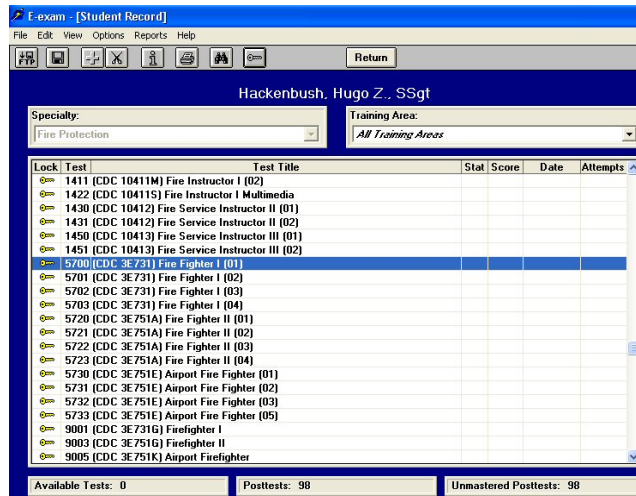 E-exam - [Student Record]
File Edit View Options Reports Help
FTP Return
Hackenbush, Hugo Z., SSgt
Specialty: Training Area:
Fire Protection All Training Areas
Lock Test Test Title Stat Score Date Attempts
1411 (CDC 10411M) Fire Instructor I (02)
1422 (CDC 10411S) Fire Instructor I Multimedia
1430 (CDC 10412) Fire Service Instructor II (01)
1431 (CDC 10412) Fire Service Instructor II (02)
1450 (CDC 10413) Fire Service Instructor III (01)
1451 (CDC 10413) Fire Service Instructor III (02)
5700 (CDC 3E731) Fire Fighter I (01)
5701 (CDC 3E731) Fire Fighter I (02)
5702 (CDC 3E731) Fire Fighter I (03)
5703 (CDC 3E731) Fire Fighter I (04)
5720 (CDC 3E751A) Fire Fighter II (01)
5721 (CDC 3E751A) Fire Fighter II (02)
5722 (CDC 3E751A) Fire Fighter II (03)
5723 (CDC 3E751A) Fire Fighter II (04)
5730 (CDC 3E751E) Airport Fire Fighter (01)
5731 (CDC 3E751E) Airport Fire Fighter (02)
5732 (CDC 3E751E) Airport Fire Fighter (03)
5733 (CDC 3E751E) Airport Fire Fighter (05)
9001 (CDC 3E731G) Firefighter I
9003 (CDC 3E751G) Firefighter II
9005 (CDC 3E751K) Airport Firefighter
Available Tests: 0 Posttests: 98 Unmastered Posttests: 98